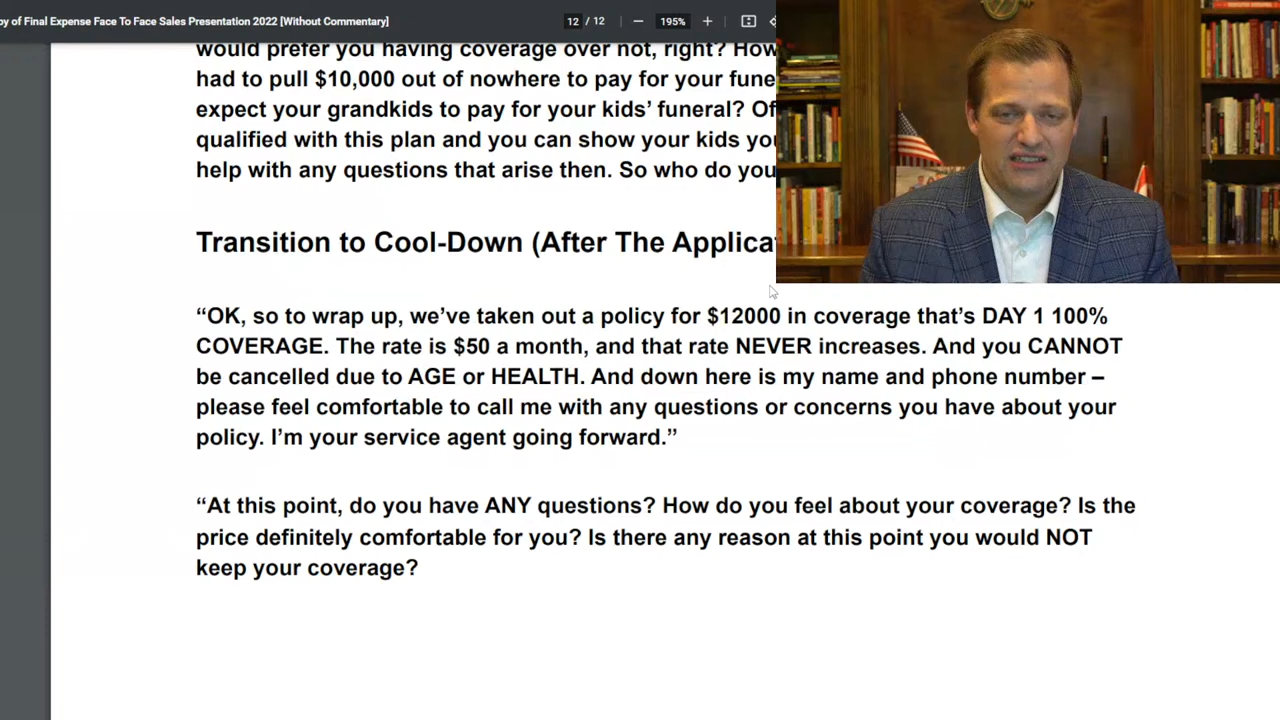 py of Final Expense Face To Face Sales Presentation 2022 [Without Commentary]
12 / 12
195%
would prefer you having coverage over not, right? How
had to pull $10,000 out of nowhere to pay for your fune
expect your grandkids to pay for your kids’ funeral? Of
qualified with this plan and you can show your kids you
help with any questions that arise then. So who do you
Transition to Cool-Down (After The Applica
“OK, so to wrap up, we’ve taken out a policy for $12000 in coverage that’s DAY 1 100%
COVERAGE. The rate is $50 a month, and that rate NEVER increases. And you CANNOT
be cancelled due to AGE or HEALTH. And down here is my name and phone number –
please feel comfortable to call me with any questions or concerns you have about your
policy. I’m your service agent going forward.”
“At this point, do you have ANY questions? How do you feel about your coverage? Is the
price definitely comfortable for you? Is there any reason at this point you would NOT
keep your coverage?